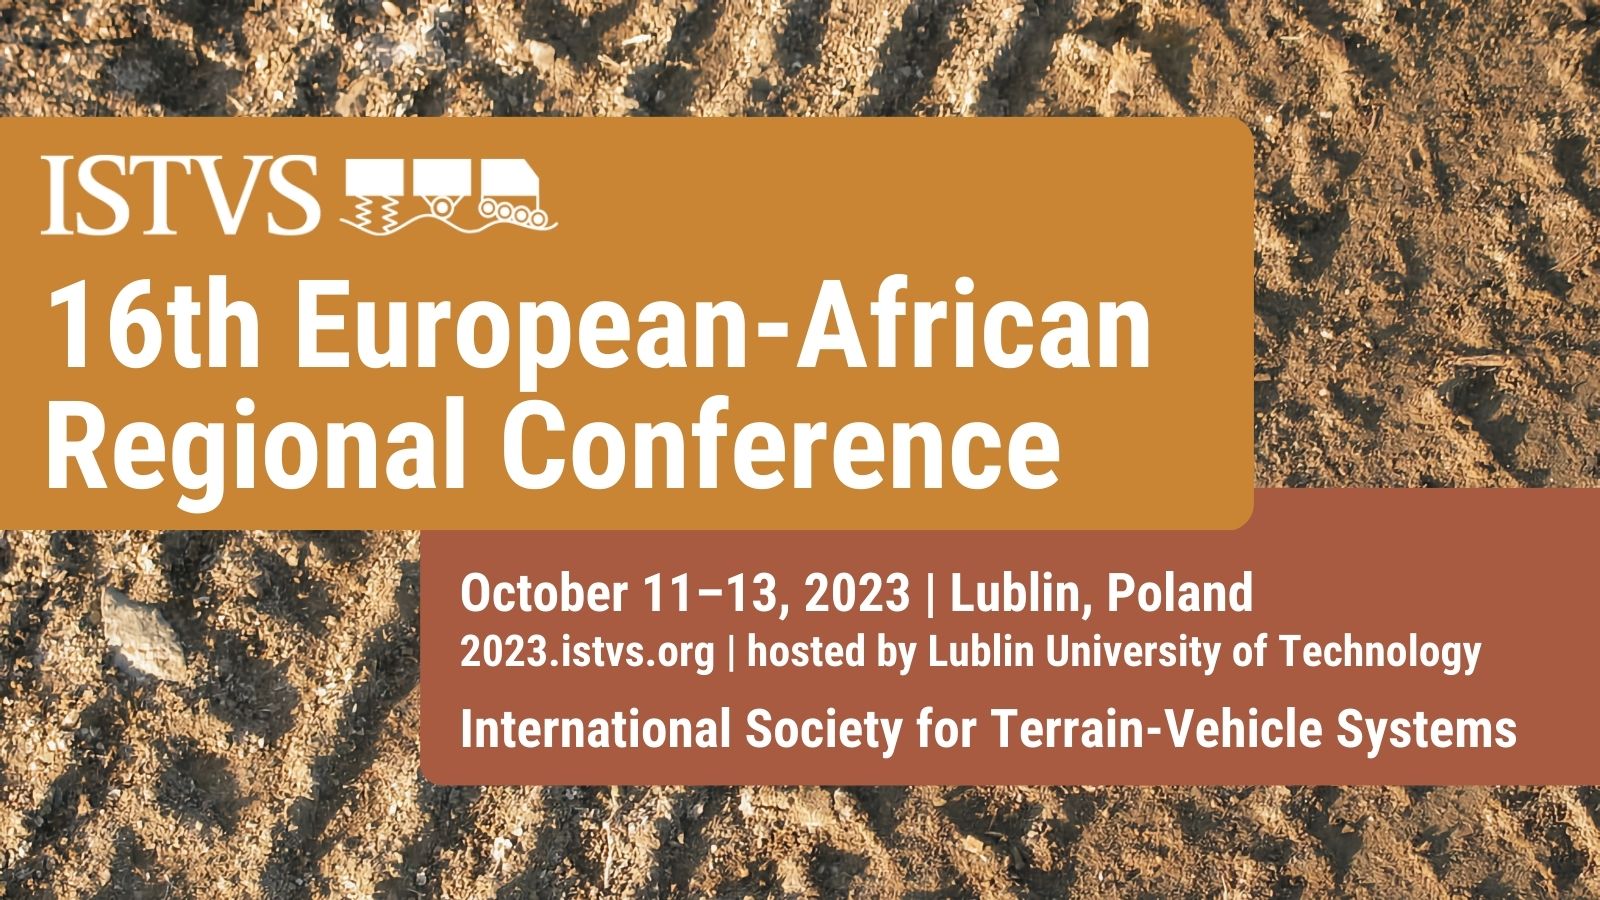 ISTVS
16th European-African
Regional Conference
October 11–13, 2023 | Lublin, Poland
2023.istvs.org | hosted by Lublin University of Technology
International Society for Terrain-Vehicle Systems